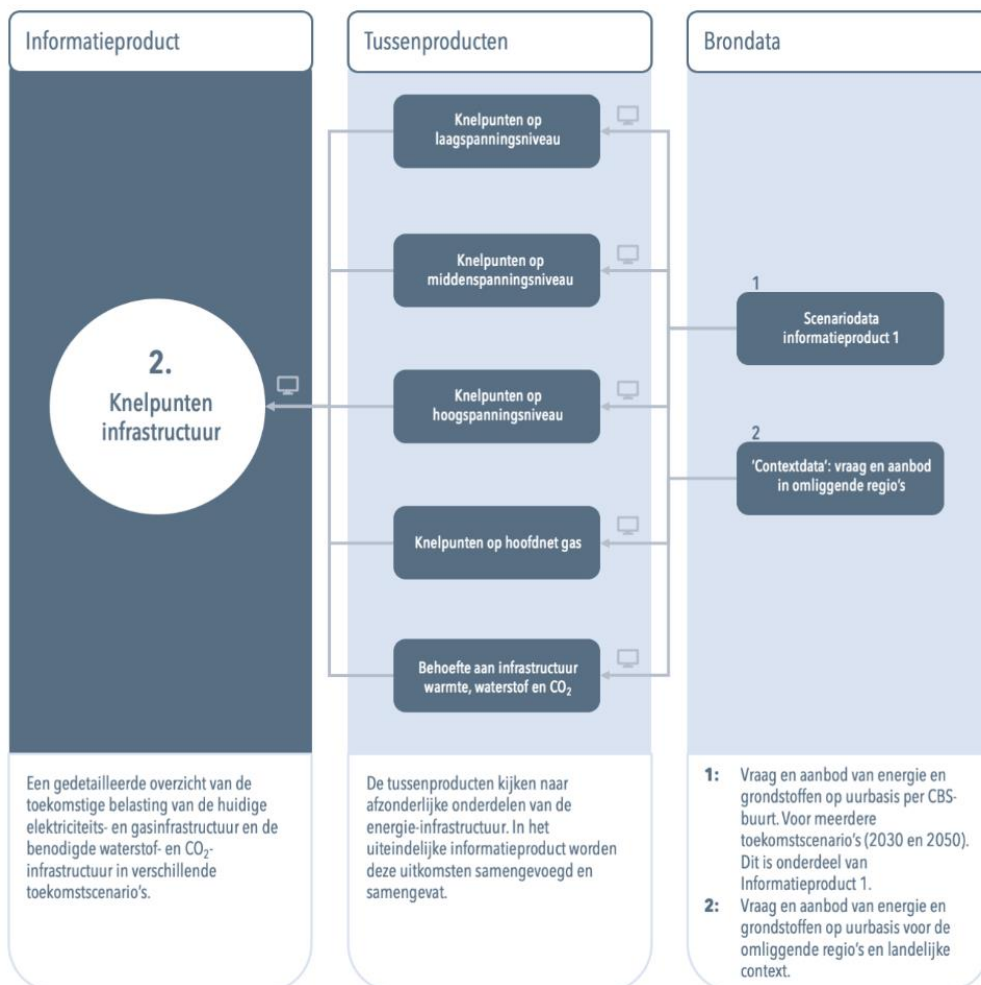 Informatieproduct
2.
Knelpunten
infrastructuur
Een gedetailleerde overzicht van de
toekomstige belasting van de huidige
elektriciteits- en gasinfrastructuur en de
benodigde waterstof- en CO₂-
infrastructuur in verschillende
toekomstscenario's.
Tussenproducten
Knelpunten op
laagspanningsniveau
Knelpunten op
middenspanningsniveau
Knelpunten op
hoogspanningsniveau
Knelpunten op hoofdnet gas
Behoefte aan infrastructuur
warmte, waterstof en CO₂
De tussenproducten kijken naar
afzonderlijke onderdelen van de
energie-infrastructuur. In het
uiteindelijke informatieproduct worden
deze uitkomsten samengevoegd en
samengevat.
Brondata
1
Scenariodata
informatieproduct 1
2
'Contextdata': vraag en aanbod
in omliggende regio's
1: Vraag en aanbod van energie en
grondstoffen op uurbasis per CBS-
buurt. Voor meerdere
toekomstscenario's (2030 en 2050).
Dit is onderdeel van
Informatieproduct 1.
2: Vraag en aanbod van energie en
grondstoffen op uurbasis voor de
omliggende regio's en landelijke
context.